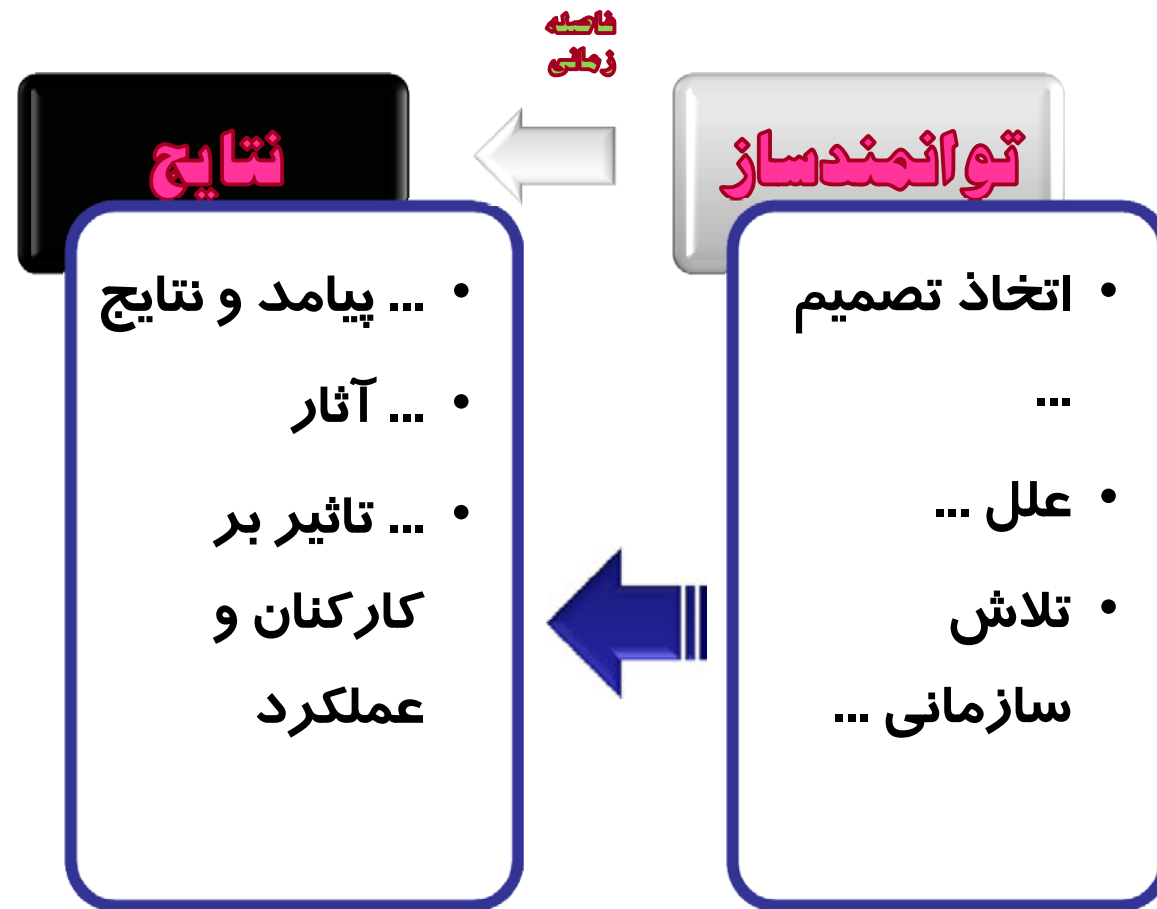 فاصله
زمانی
توانمندساز
• اتخاذ تصمیم
...
• علل ...
• تلاش
سازمانی ...
نتایج
• ... پیامد و نتایج
• ... آثار
• ... تاثیر بر
کارکنان و
عملکرد